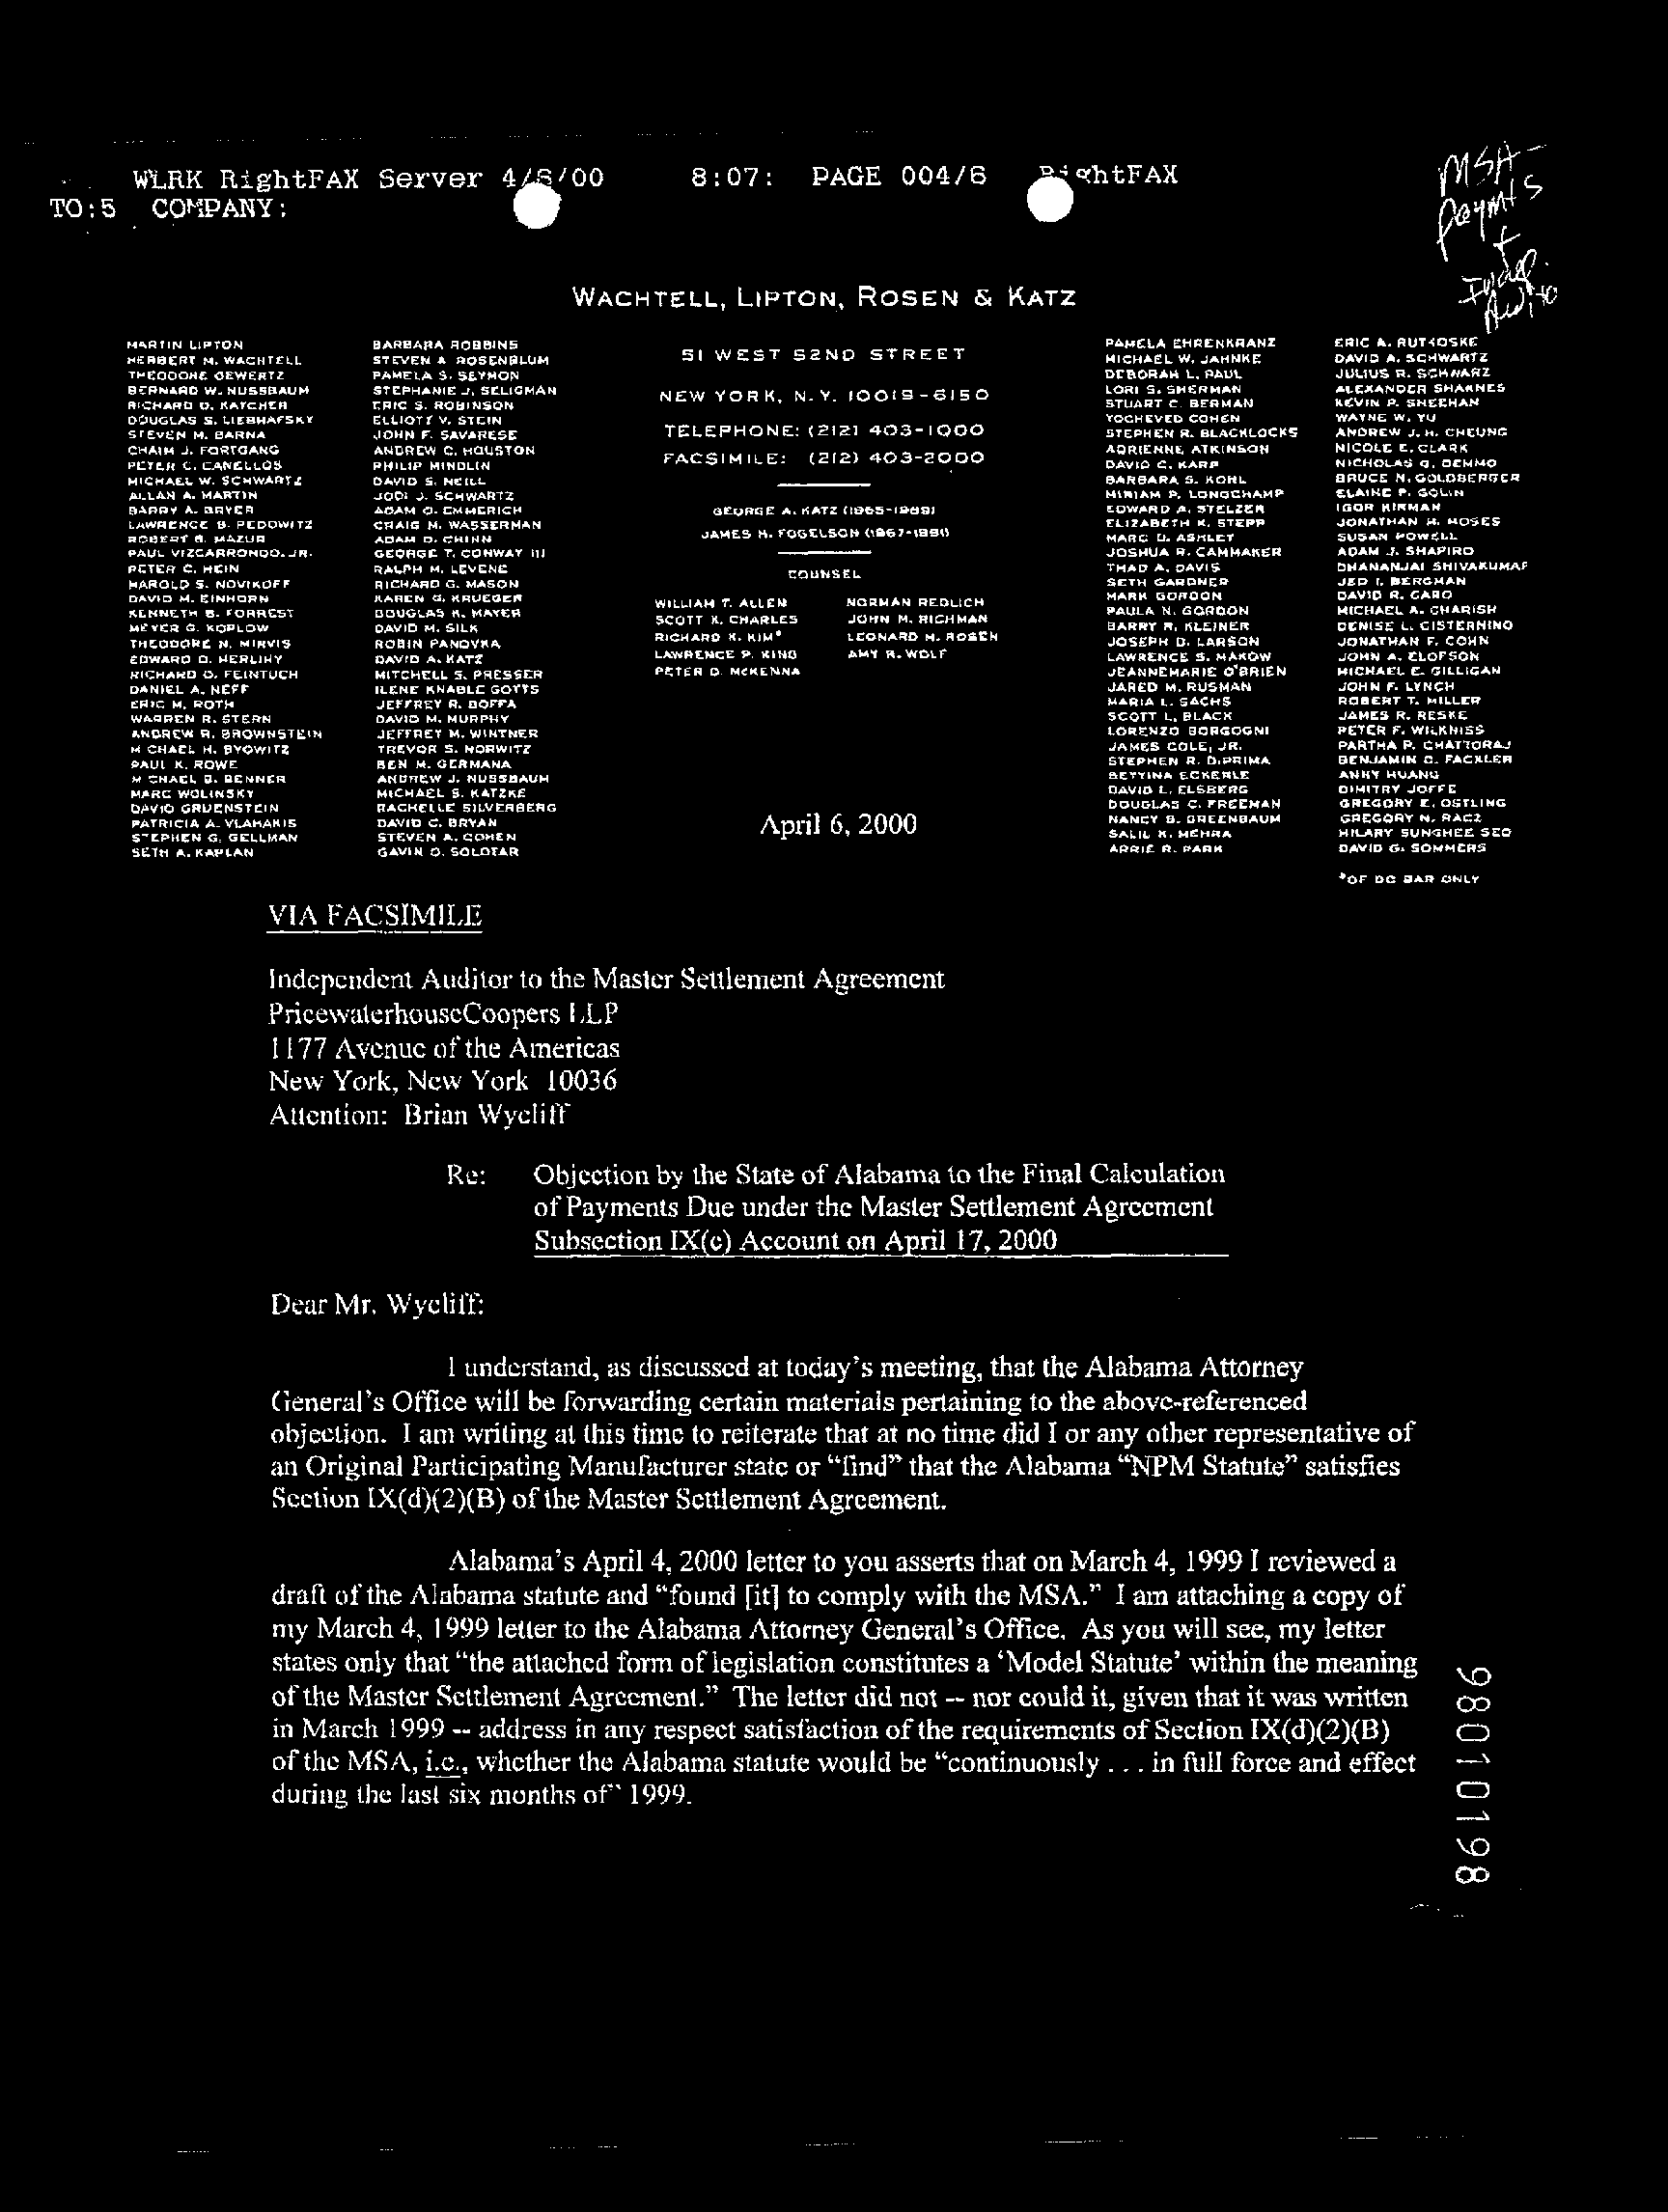 WLRK RightFAX Server 4/6/00 8:07: PAGE 004/6 RightFAX
TO:5 COMPANY:
MSA
Paymts
+
Indep.
Audito
WACHTELL, LIPTON, ROSEN & KATZ
MARTIN LIPTON
HERBERT M. WACHTELL
THEODORE GEWERTZ
BERNARD W. NUSSBAUM
RICHARD D. KATCHER
DOUGLAS S. LIEBHAFSKY
STEVEN M. BARNA
CHAIM J. FORTGANG
PETER C. CANELLOS
MICHAEL W. SCHWARTZ
ALLAN A. MARTIN
BARRY A. BRYER
LAWRENCE B. PEDOWITZ
ROBERT B. MAZUR
PAUL VIZCARRONDO, JR.
PETER C. HEIN
HAROLD S. NOVIKOFF
DAVID M. EINHORN
KENNETH B. FORREST
MEYER G. KOPLOW
THEODORE N. MIRVIS
EDWARD D. HERLIHY
RICHARD D. FEINTUCH
DANIEL A. NEFF
ERIC M. ROTH
WARREN R. STERN
ANDREW R. BROWNSTEIN
MICHAEL H. BYOWITZ
PAUL K. ROWE
MICHAEL B. BENNER
MARC WOLINSKY
DAVID GRUENSTEIN
PATRICIA A. VLAHAKIS
STEPHEN G. GELLMAN
SETH A. KAPLAN
BARBARA ROBBINS
STEVEN A. ROSENBLUM
PAMELA S. SEYMON
STEPHANIE J. SELIGMAN
ERIC S. ROBINSON
ELLIOTT V. STEIN
JOHN F. SAVARESE
ANDREW C. HOUSTON
PHILIP MINDLIN
DAVID S. NEILL
JODI J. SCHWARTZ
ADAM O. EMMERICH
CRAIG M. WASSERMAN
ADAM D. CHINN
GEORGE T. CONWAY III
RALPH M. LEVENE
RICHARD G. MASON
KAREN G. KRUEGER
DOUGLAS K. MAYER
DAVID M. SILK
ROBIN PANOVKA
DAVID A. KATZ
MITCHELL S. PRESSER
ILENE KNABLE GOTTS
JEFFREY R. BOFFA
DAVID M. MURPHY
JEFFREY M. WINTNER
TREVOR S. NORWITZ
BEN M. GERMANA
ANDREW J. NUSSBAUM
MICHAEL S. KATZKE
RACHELLE SILVERBERG
DAVID C. BRYAN
STEVEN A. COHEN
GAVIN D. SOLOTAR
51 WEST 52ND STREET
NEW YORK, N.Y. 10019-6150
TELEPHONE: (212) 403-1000
FACSIMILE: (212) 403-2000
GEORGE A. KATZ (1965-1989)
JAMES H. FOGELSON (1967-1991)
COUNSEL
WILLIAM T. ALLEN NORMAN REDLICH
SCOTT K. CHARLES JOHN M. RICHMAN
RICHARD K. KIM* LEONARD M. ROSEN
LAWRENCE P. KING AMY R. WOLF
PETER D. McKENNA
April 6, 2000
PAMELA EHRENKRANZ
MICHAEL W. JAHNKE
DEBORAH L. PAUL
LORI S. SHERMAN
STUART C. BERMAN
YOCHEVED COHEN
STEPHEN R. BLACKLOCKS
ADRIENNE ATKINSON
DAVID C. KARP
BARBARA S. KOHL
MIRIAM P. LONGCHAMP
EDWARD A. STELZER
ELIZABETH K. STEPP
MARC D. ASHLEY
JOSHUA R. CAMMAKER
THAD A. DAVIS
SETH GARDNER
MARK GORDON
PAULA N. GORDON
BARRY R. KLEINER
JOSEPH D. LARSON
LAWRENCE S. MAKOW
JEANNEMARIE O'BRIEN
JARED M. RUSMAN
MARIA L. SACHS
SCOTT L. BLACK
LORENZO BORGOGNI
JAMES COLE, JR.
STEPHEN R. DIPRIMA
BETTINA ECKERLE
DAVID L. ELSBERG
DOUGLAS C. FREEMAN
NANCY B. GREENBAUM
SALIL K. MEHRA
ARRIE R. PARK
ERIC A. RUTKOSKE
DAVID A. SCHWARTZ
JULIUS R. SCHWARZ
ALEXANDER SHAKNES
KEVIN P. SHEEHAN
WAYNE W. YU
ANDREW J. H. CHEUNG
NICOLE E. CLARK
NICHOLAS G. DEMMO
BRUCE N. GOLDBERGER
ELAINE P. GOLIN
IGOR KIRMAN
JONATHAN H. MOSES
SUSAN POWELL
ADAM J. SHAPIRO
DHANANJAI SHIVAKUMAR
JED I. BERGMAN
DAVID R. CARO
MICHAEL A. CHARISH
DENISE L. CISTERNINO
JONATHAN F. COHN
JOHN A. ELOFSON
MICHAEL E. GILLIGAN
JOHN F. LYNCH
ROBERT T. MILLER
JAMES R. RESKE
PETER F. WILKNISS
PARTHA P. CHATTORAJ
BENJAMIN D. FACKLER
ANNY HUANG
DIMITRY JOFFE
GREGORY E. OSTLING
GREGORY N. RACZ
HILARY SUNGHEE SEO
DAVID G. SOMMERS
*OF DC BAR ONLY
VIA FACSIMILE
Independent Auditor to the Master Settlement Agreement
PricewaterhouseCoopers LLP
1177 Avenue of the Americas
New York, New York 10036
Attention: Brian Wycliff
Re: Objection by the State of Alabama to the Final Calculation
of Payments Due under the Master Settlement Agreement
Subsection IX(c) Account on April 17, 2000
Dear Mr. Wycliff:
I understand, as discussed at today's meeting, that the Alabama Attorney
General's Office will be forwarding certain materials pertaining to the above-referenced
objection. I am writing at this time to reiterate that at no time did I or any other representative of
an Original Participating Manufacturer state or "find" that the Alabama "NPM Statute" satisfies
Section IX(d)(2)(B) of the Master Settlement Agreement.
Alabama's April 4, 2000 letter to you asserts that on March 4, 1999 I reviewed a
draft of the Alabama statute and "found [it] to comply with the MSA." I am attaching a copy of
my March 4, 1999 letter to the Alabama Attorney General's Office. As you will see, my letter
states only that "the attached form of legislation constitutes a 'Model Statute' within the meaning
of the Master Settlement Agreement." The letter did not -- nor could it, given that it was written
in March 1999 -- address in any respect satisfaction of the requirements of Section IX(d)(2)(B)
of the MSA, i.e., whether the Alabama statute would be "continuously . . . in full force and effect
during the last six months of" 1999.
98010198